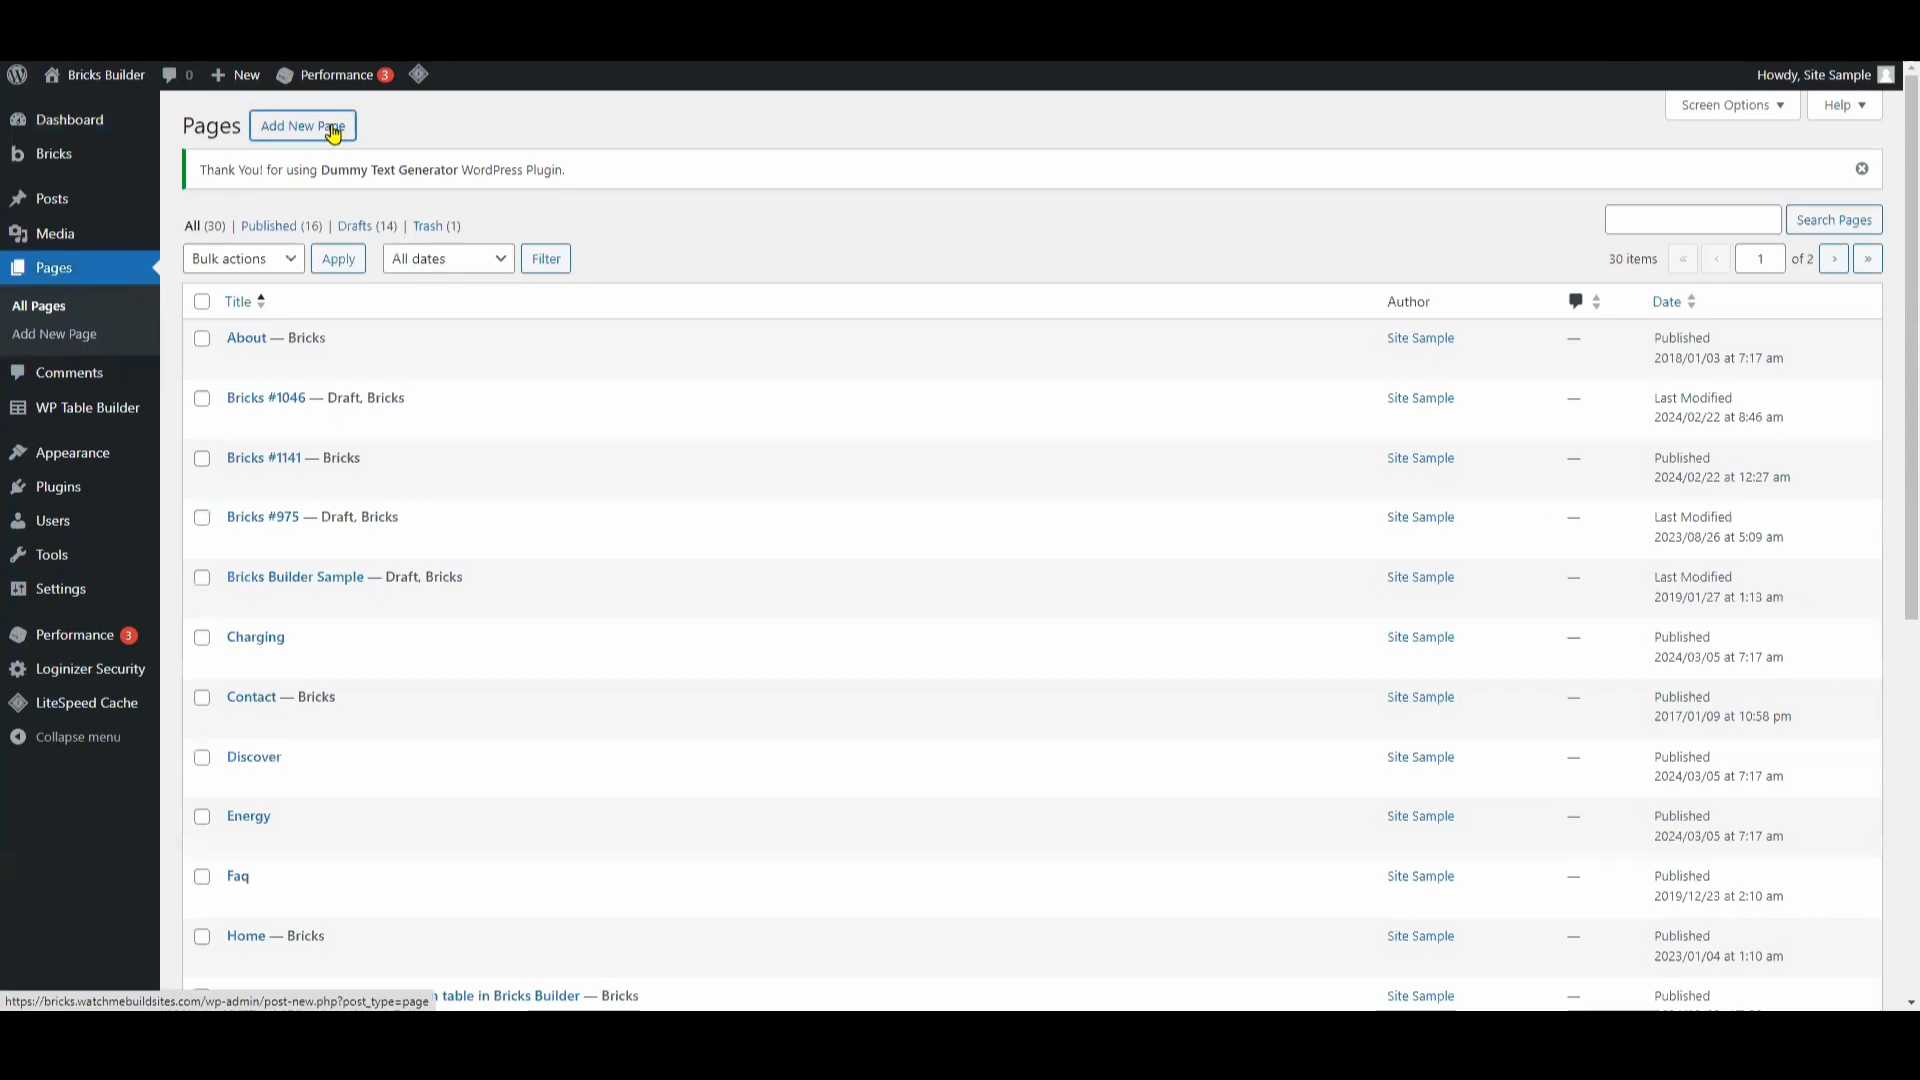 Bricks Builder 0 New Performance 3 Howdy, Site Sample
Screen Options Help
Pages Add New Page
Thank You! for using Dummy Text Generator WordPress Plugin.
All (30) | Published (16) | Drafts (14) | Trash (1)
Search Pages
Bulk actions Apply All dates Filter 30 items « ‹ 1 of 2 › »
Dashboard
Bricks
Posts
Media
Pages
All Pages
Add New Page
Comments
WP Table Builder
Appearance
Plugins
Users
Tools
Settings
Performance 3
Loginizer Security
LiteSpeed Cache
Collapse menu
Title Author Date
About — Bricks Site Sample — Published
2018/01/03 at 7:17 am
Bricks #1046 — Draft, Bricks Site Sample — Last Modified
2024/02/22 at 8:46 am
Bricks #1141 — Bricks Site Sample — Published
2024/02/22 at 12:27 am
Bricks #975 — Draft, Bricks Site Sample — Last Modified
2023/08/26 at 5:09 am
Bricks Builder Sample — Draft, Bricks Site Sample — Last Modified
2019/01/27 at 1:13 am
Charging Site Sample — Published
2024/03/05 at 7:17 am
Contact — Bricks Site Sample — Published
2017/01/09 at 10:58 pm
Discover Site Sample — Published
2024/03/05 at 7:17 am
Energy Site Sample — Published
2024/03/05 at 7:17 am
Faq Site Sample — Published
2019/12/23 at 2:10 am
Home — Bricks Site Sample — Published
2023/01/04 at 1:10 am
table in Bricks Builder — Bricks Site Sample — Published
https://bricks.watchmebuildsites.com/wp-admin/post-new.php?post_type=page